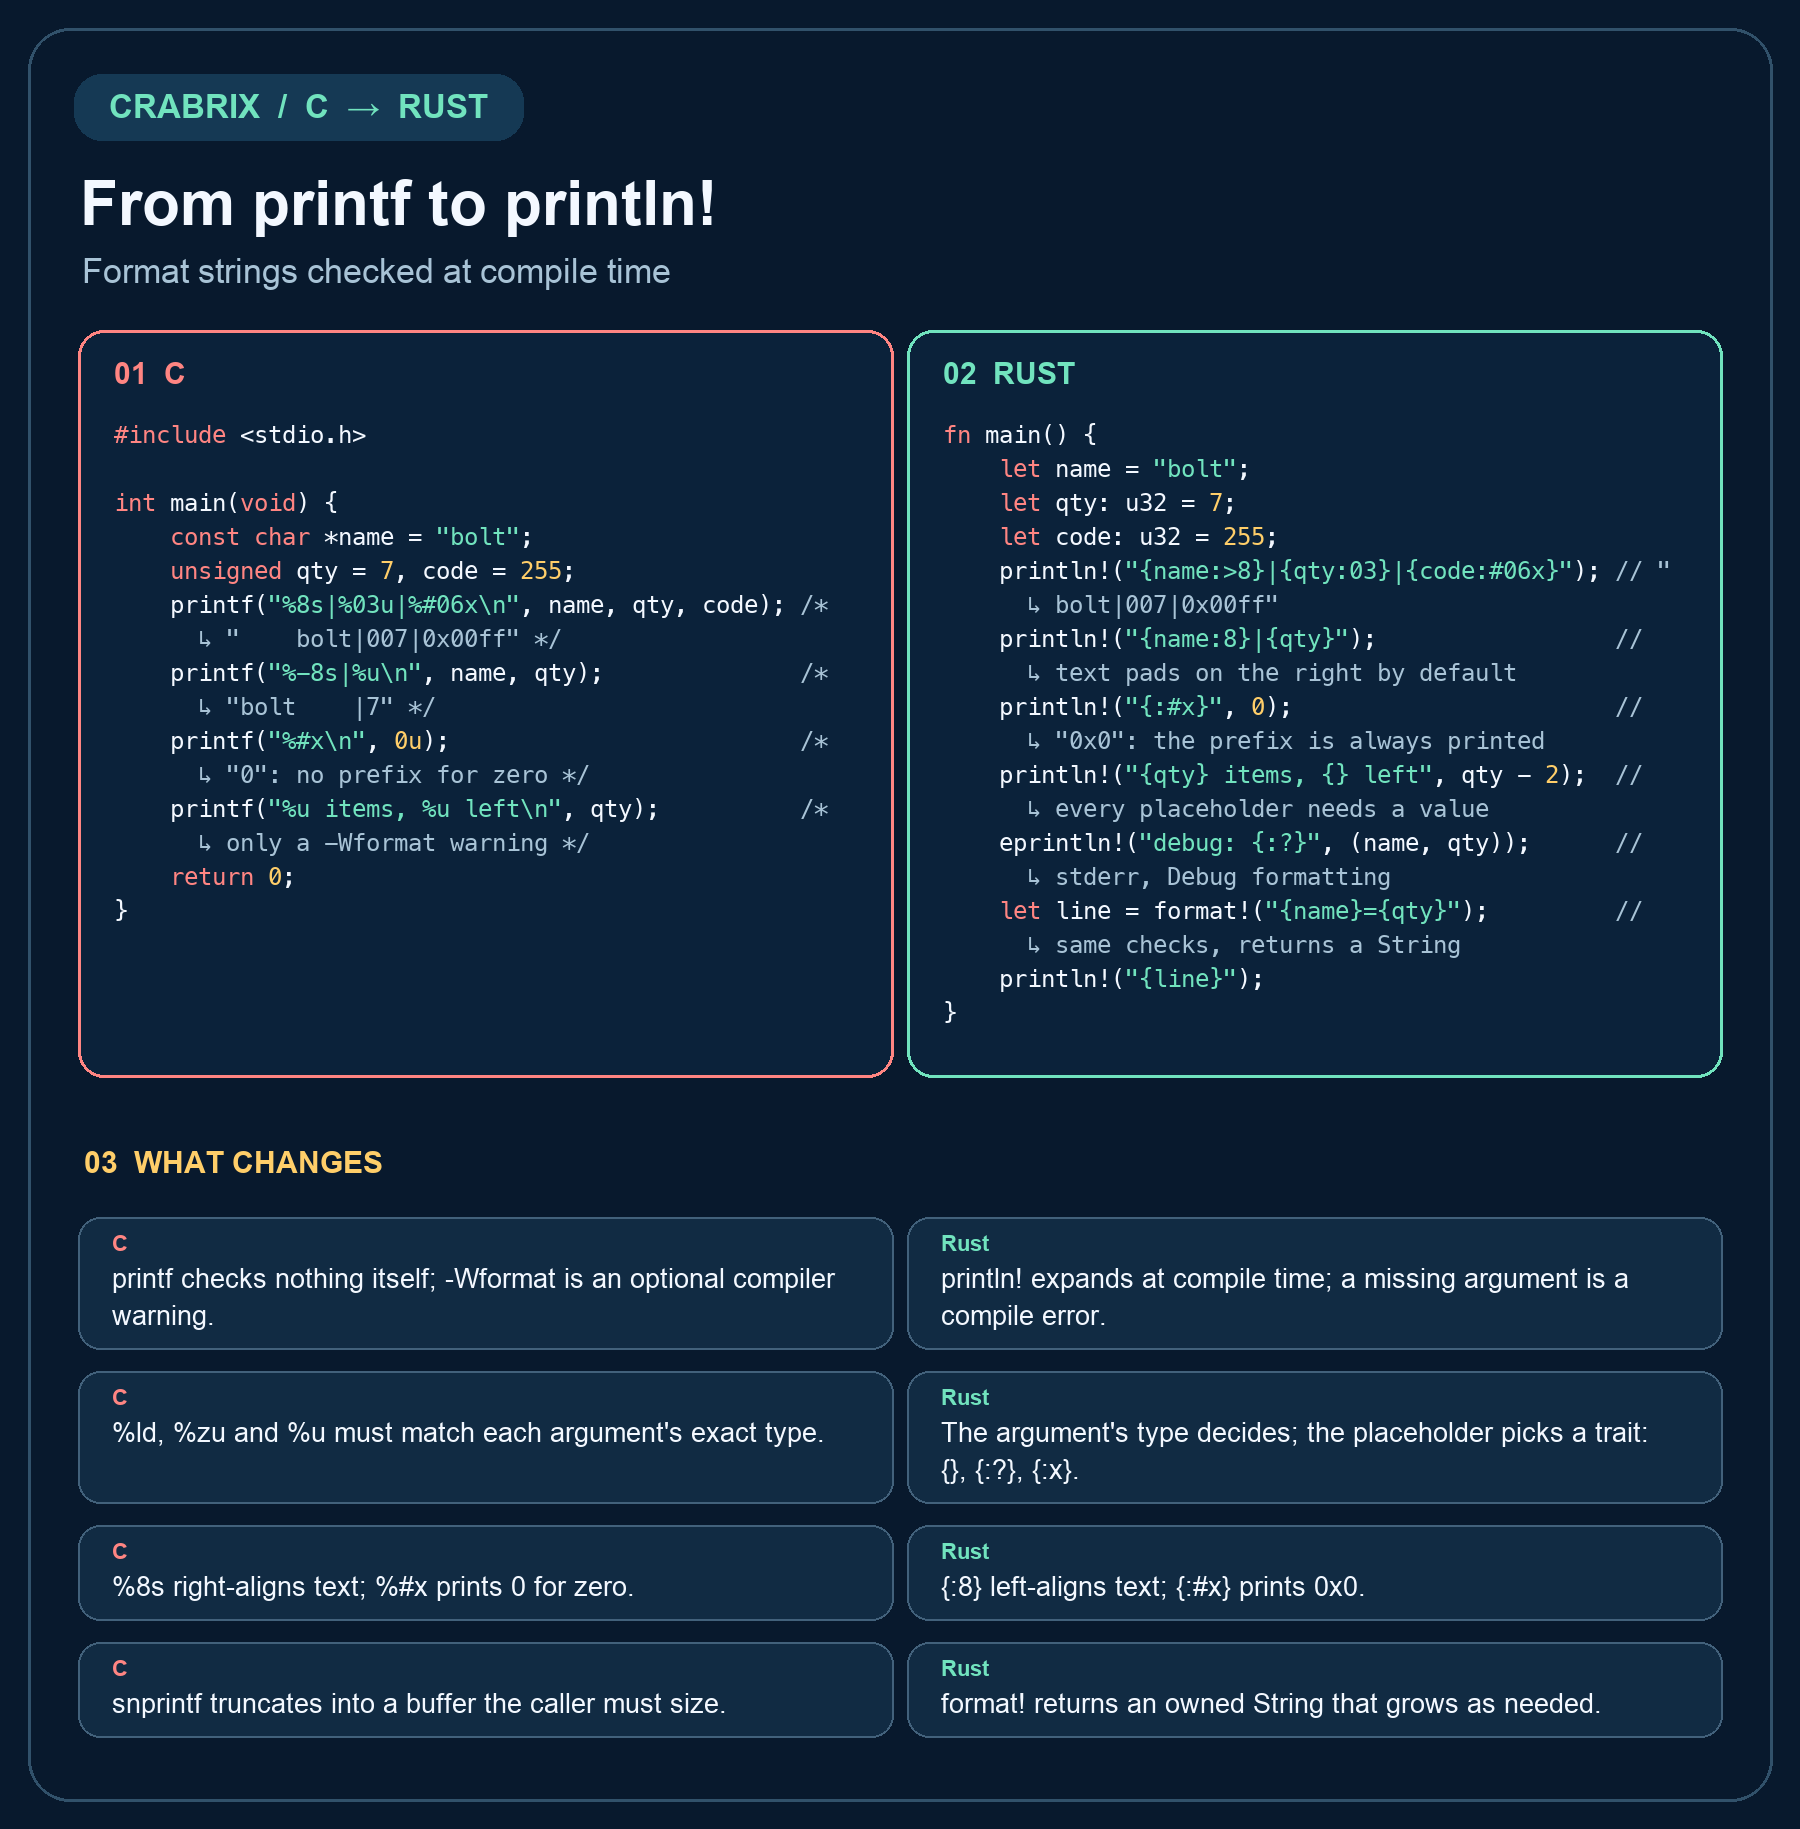 CRABRIX / C → RUST
From printf to println!
Format strings checked at compile time
01 C
#include <stdio.h>
int main(void) {
    const char *name = "bolt";
    unsigned qty = 7, code = 255;
    printf("%8s|%03u|%#06x\n", name, qty, code); /*
      ↳ "    bolt|007|0x00ff" */
    printf("%−8s|%u\n", name, qty);              /*
      ↳ "bolt    |7" */
    printf("%#x\n", 0u);                         /*
      ↳ "0": no prefix for zero */
    printf("%u items, %u left\n", qty);          /*
      ↳ only a −Wformat warning */
    return 0;
}
02 RUST
fn main() {
    let name = "bolt";
    let qty: u32 = 7;
    let code: u32 = 255;
    println!("{name:>8}|{qty:03}|{code:#06x}"); // "
      ↳ bolt|007|0x00ff"
    println!("{name:8}|{qty}");                 //
      ↳ text pads on the right by default
    println!("{:#x}", 0);                       //
      ↳ "0x0": the prefix is always printed
    println!("{qty} items, {} left", qty − 2);  //
      ↳ every placeholder needs a value
    eprintln!("debug: {:?}", (name, qty));      //
      ↳ stderr, Debug formatting
    let line = format!("{name}={qty}");         //
      ↳ same checks, returns a String
    println!("{line}");
}
03 WHAT CHANGES
C
printf checks nothing itself; -Wformat is an optional compiler
warning.
Rust
println! expands at compile time; a missing argument is a
compile error.
C
%ld, %zu and %u must match each argument's exact type.
Rust
The argument's type decides; the placeholder picks a trait:
{}, {:?}, {:x}.
C
%8s right-aligns text; %#x prints 0 for zero.
Rust
{:8} left-aligns text; {:#x} prints 0x0.
C
snprintf truncates into a buffer the caller must size.
Rust
format! returns an owned String that grows as needed.